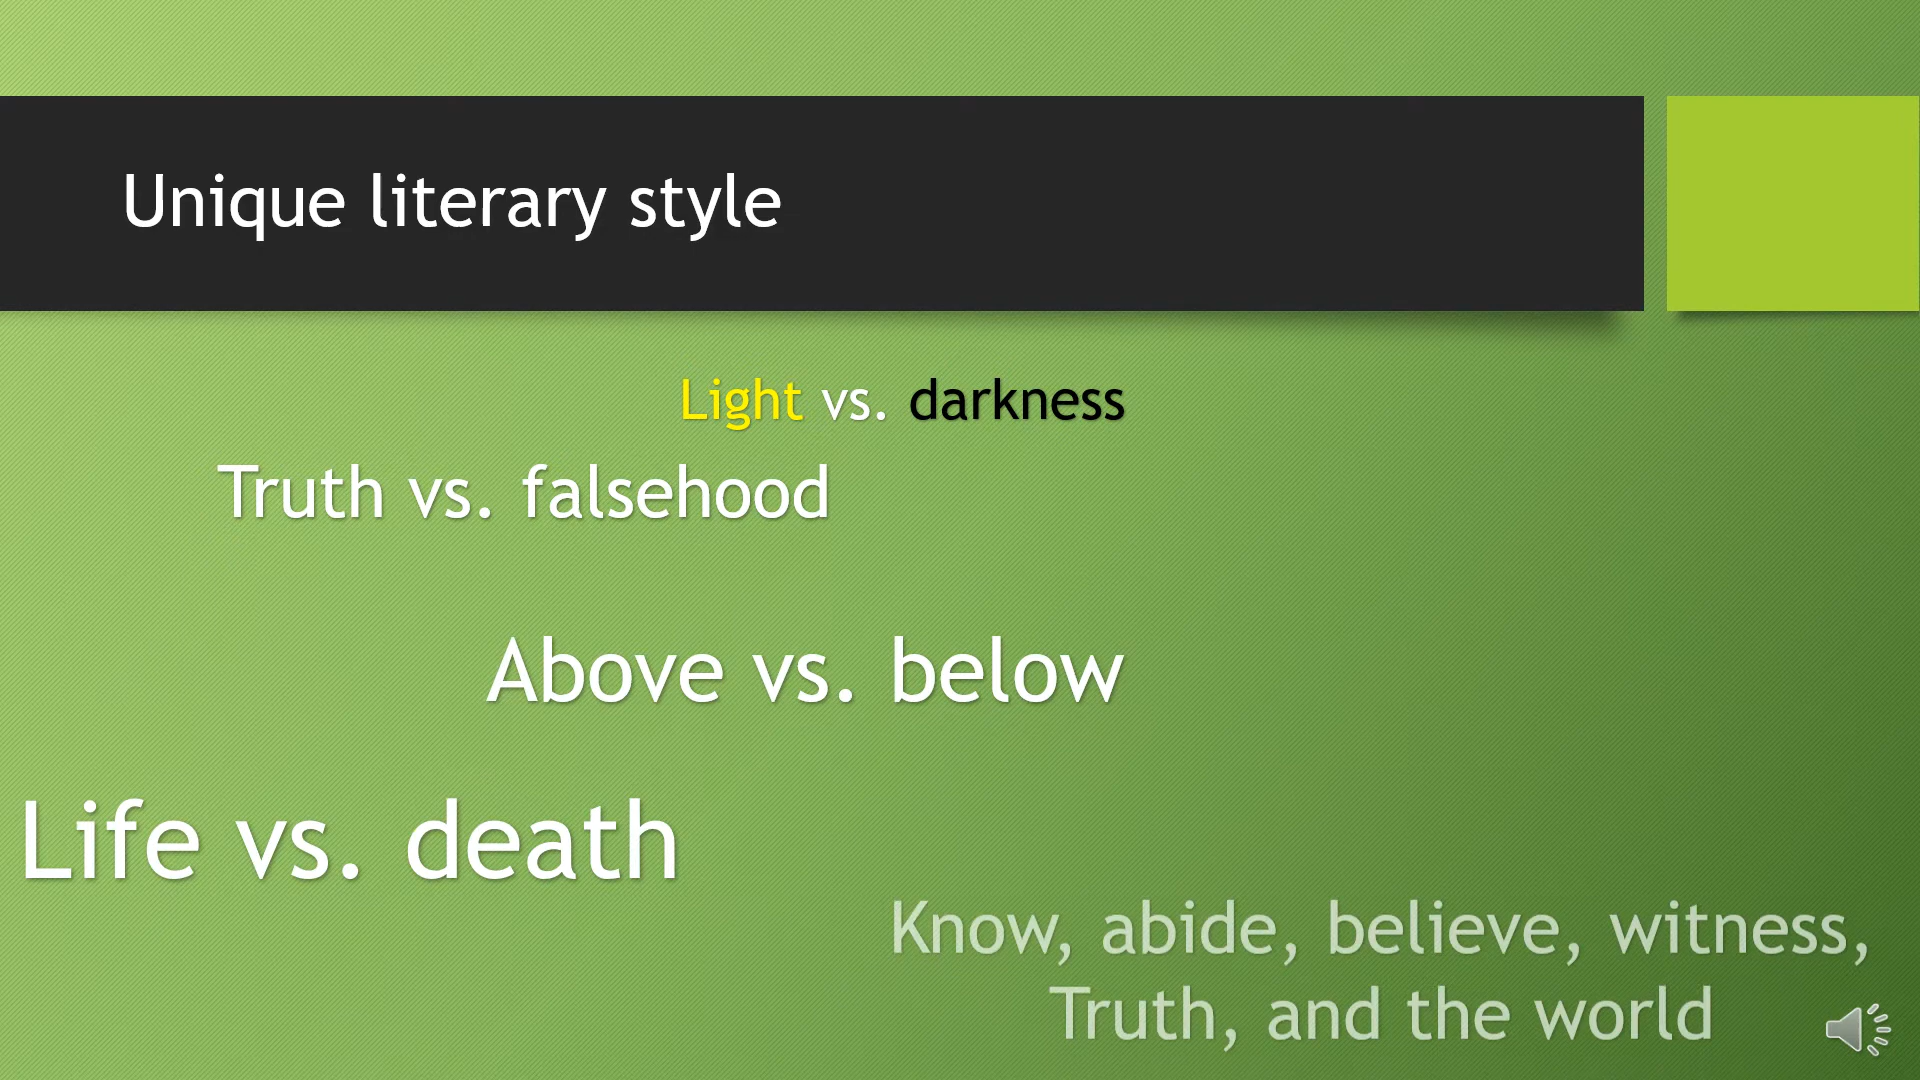 Unique literary style
Light vs. darkness
Truth vs. falsehood
Above vs. below
Life vs. death
Know, abide, believe, witness,
Truth, and the world